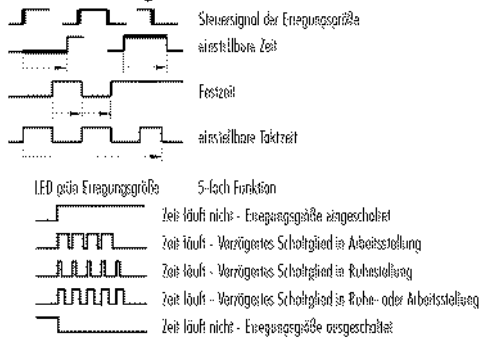 Steuersignal der Erregungsgröße
einstellbare Zeit
Festzeit
einstellbare Taktzeit
LED grün Erregungsgröße 5-fach Funktion
Zeit läuft nicht - Erregungsgröße eingeschaltet
Zeit läuft - Verzögertes Schaltglied in Arbeitsstellung
Zeit läuft - Verzögertes Schaltglied in Ruhestellung
Zeit läuft - Verzögertes Schaltglied in Ruhe- oder Arbeitsstellung
Zeit läuft nicht - Erregungsgröße ausgeschaltet